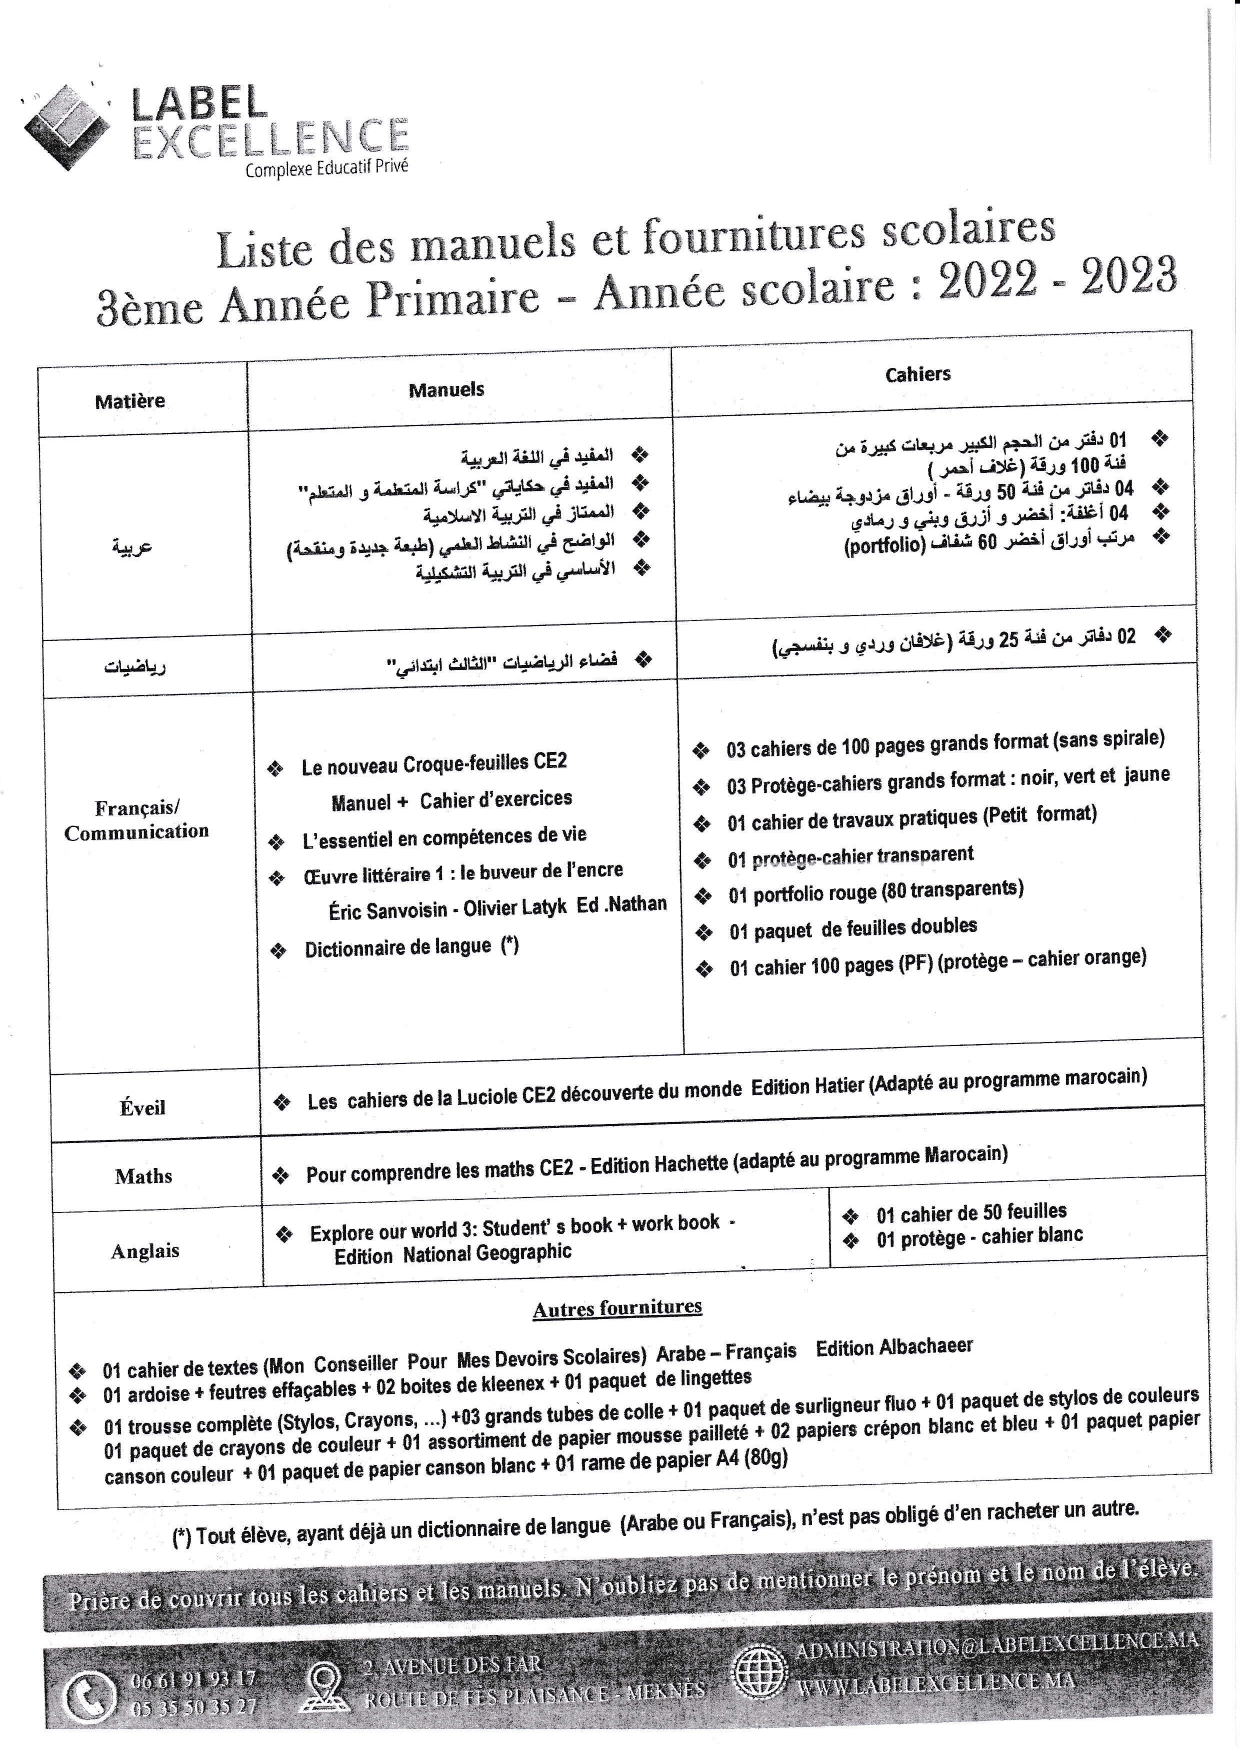 LABEL
EXCELLENCE
Complexe Educatif Privé
Liste des manuels et fournitures scolaires
3ème Année Primaire - Année scolaire : 2022 - 2023
Matière
Manuels
Cahiers
عربية
❖ المفيد في اللغة العربية
❖ المفيد في حكاياتي "كراسة المتعلمة و المتعلم"
❖ الممتاز في التربية الاسلامية
❖ الواضح في النشاط العلمي (طبعة جديدة ومنقحة)
❖ الأساسي في التربية التشكيلية
❖ 01 دفتر من الحجم الكبير مربعات كبيرة من
فئة 100 ورقة (غلاف أحمر )
❖ 04 دفاتر من فئة 50 ورقة - أوراق مزدوجة بيضاء
❖ 04 أغلفة: أخضر و أزرق وبني و رمادي
❖ مرتب أوراق أخضر 60 شفاف (portfolio)
رياضيات
❖ فضاء الرياضيات "الثالث ابتدائي"
❖ 02 دفاتر من فئة 25 ورقة (غلافان وردي و بنفسجي)
Français/
Communication
❖ Le nouveau Croque-feuilles CE2
Manuel + Cahier d'exercices
❖ L'essentiel en compétences de vie
❖ Œuvre littéraire 1 : le buveur de l'encre
Éric Sanvoisin - Olivier Latyk Ed .Nathan
❖ Dictionnaire de langue (*)
❖ 03 cahiers de 100 pages grands format (sans spirale)
❖ 03 Protège-cahiers grands format : noir, vert et jaune
❖ 01 cahier de travaux pratiques (Petit format)
❖ 01 protège-cahier transparent
❖ 01 portfolio rouge (80 transparents)
❖ 01 paquet de feuilles doubles
❖ 01 cahier 100 pages (PF) (protège – cahier orange)
Éveil
❖ Les cahiers de la Luciole CE2 découverte du monde Edition Hatier (Adapté au programme marocain)
Maths
❖ Pour comprendre les maths CE2 - Edition Hachette (adapté au programme Marocain)
Anglais
❖ Explore our world 3: Student' s book + work book -
Edition National Geographic
❖ 01 cahier de 50 feuilles
❖ 01 protège - cahier blanc
Autres fournitures
❖ 01 cahier de textes (Mon Conseiller Pour Mes Devoirs Scolaires) Arabe – Français Edition Albachaeer
❖ 01 ardoise + feutres effaçables + 02 boites de kleenex + 01 paquet de lingettes
❖ 01 trousse complète (Stylos, Crayons, ...) +03 grands tubes de colle + 01 paquet de surligneur fluo + 01 paquet de stylos de couleurs
01 paquet de crayons de couleur + 01 assortiment de papier mousse pailleté + 02 papiers crépon blanc et bleu + 01 paquet papier
canson couleur + 01 paquet de papier canson blanc + 01 rame de papier A4 (80g)
(*) Tout élève, ayant déjà un dictionnaire de langue (Arabe ou Français), n'est pas obligé d'en racheter un autre.
Prière de couvrir tous les cahiers et les manuels. N'oubliez pas de mentionner le prénom et le nom de l'élève.
06 61 91 93 17
05 35 50 35 27
2, AVENUE DES FAR
ROUTE DE FÈS PLAISANCE - MEKNÈS
ADMINISTRATION@LABELEXCELLENCE.MA
WWW.LABELEXCELLENCE.MA